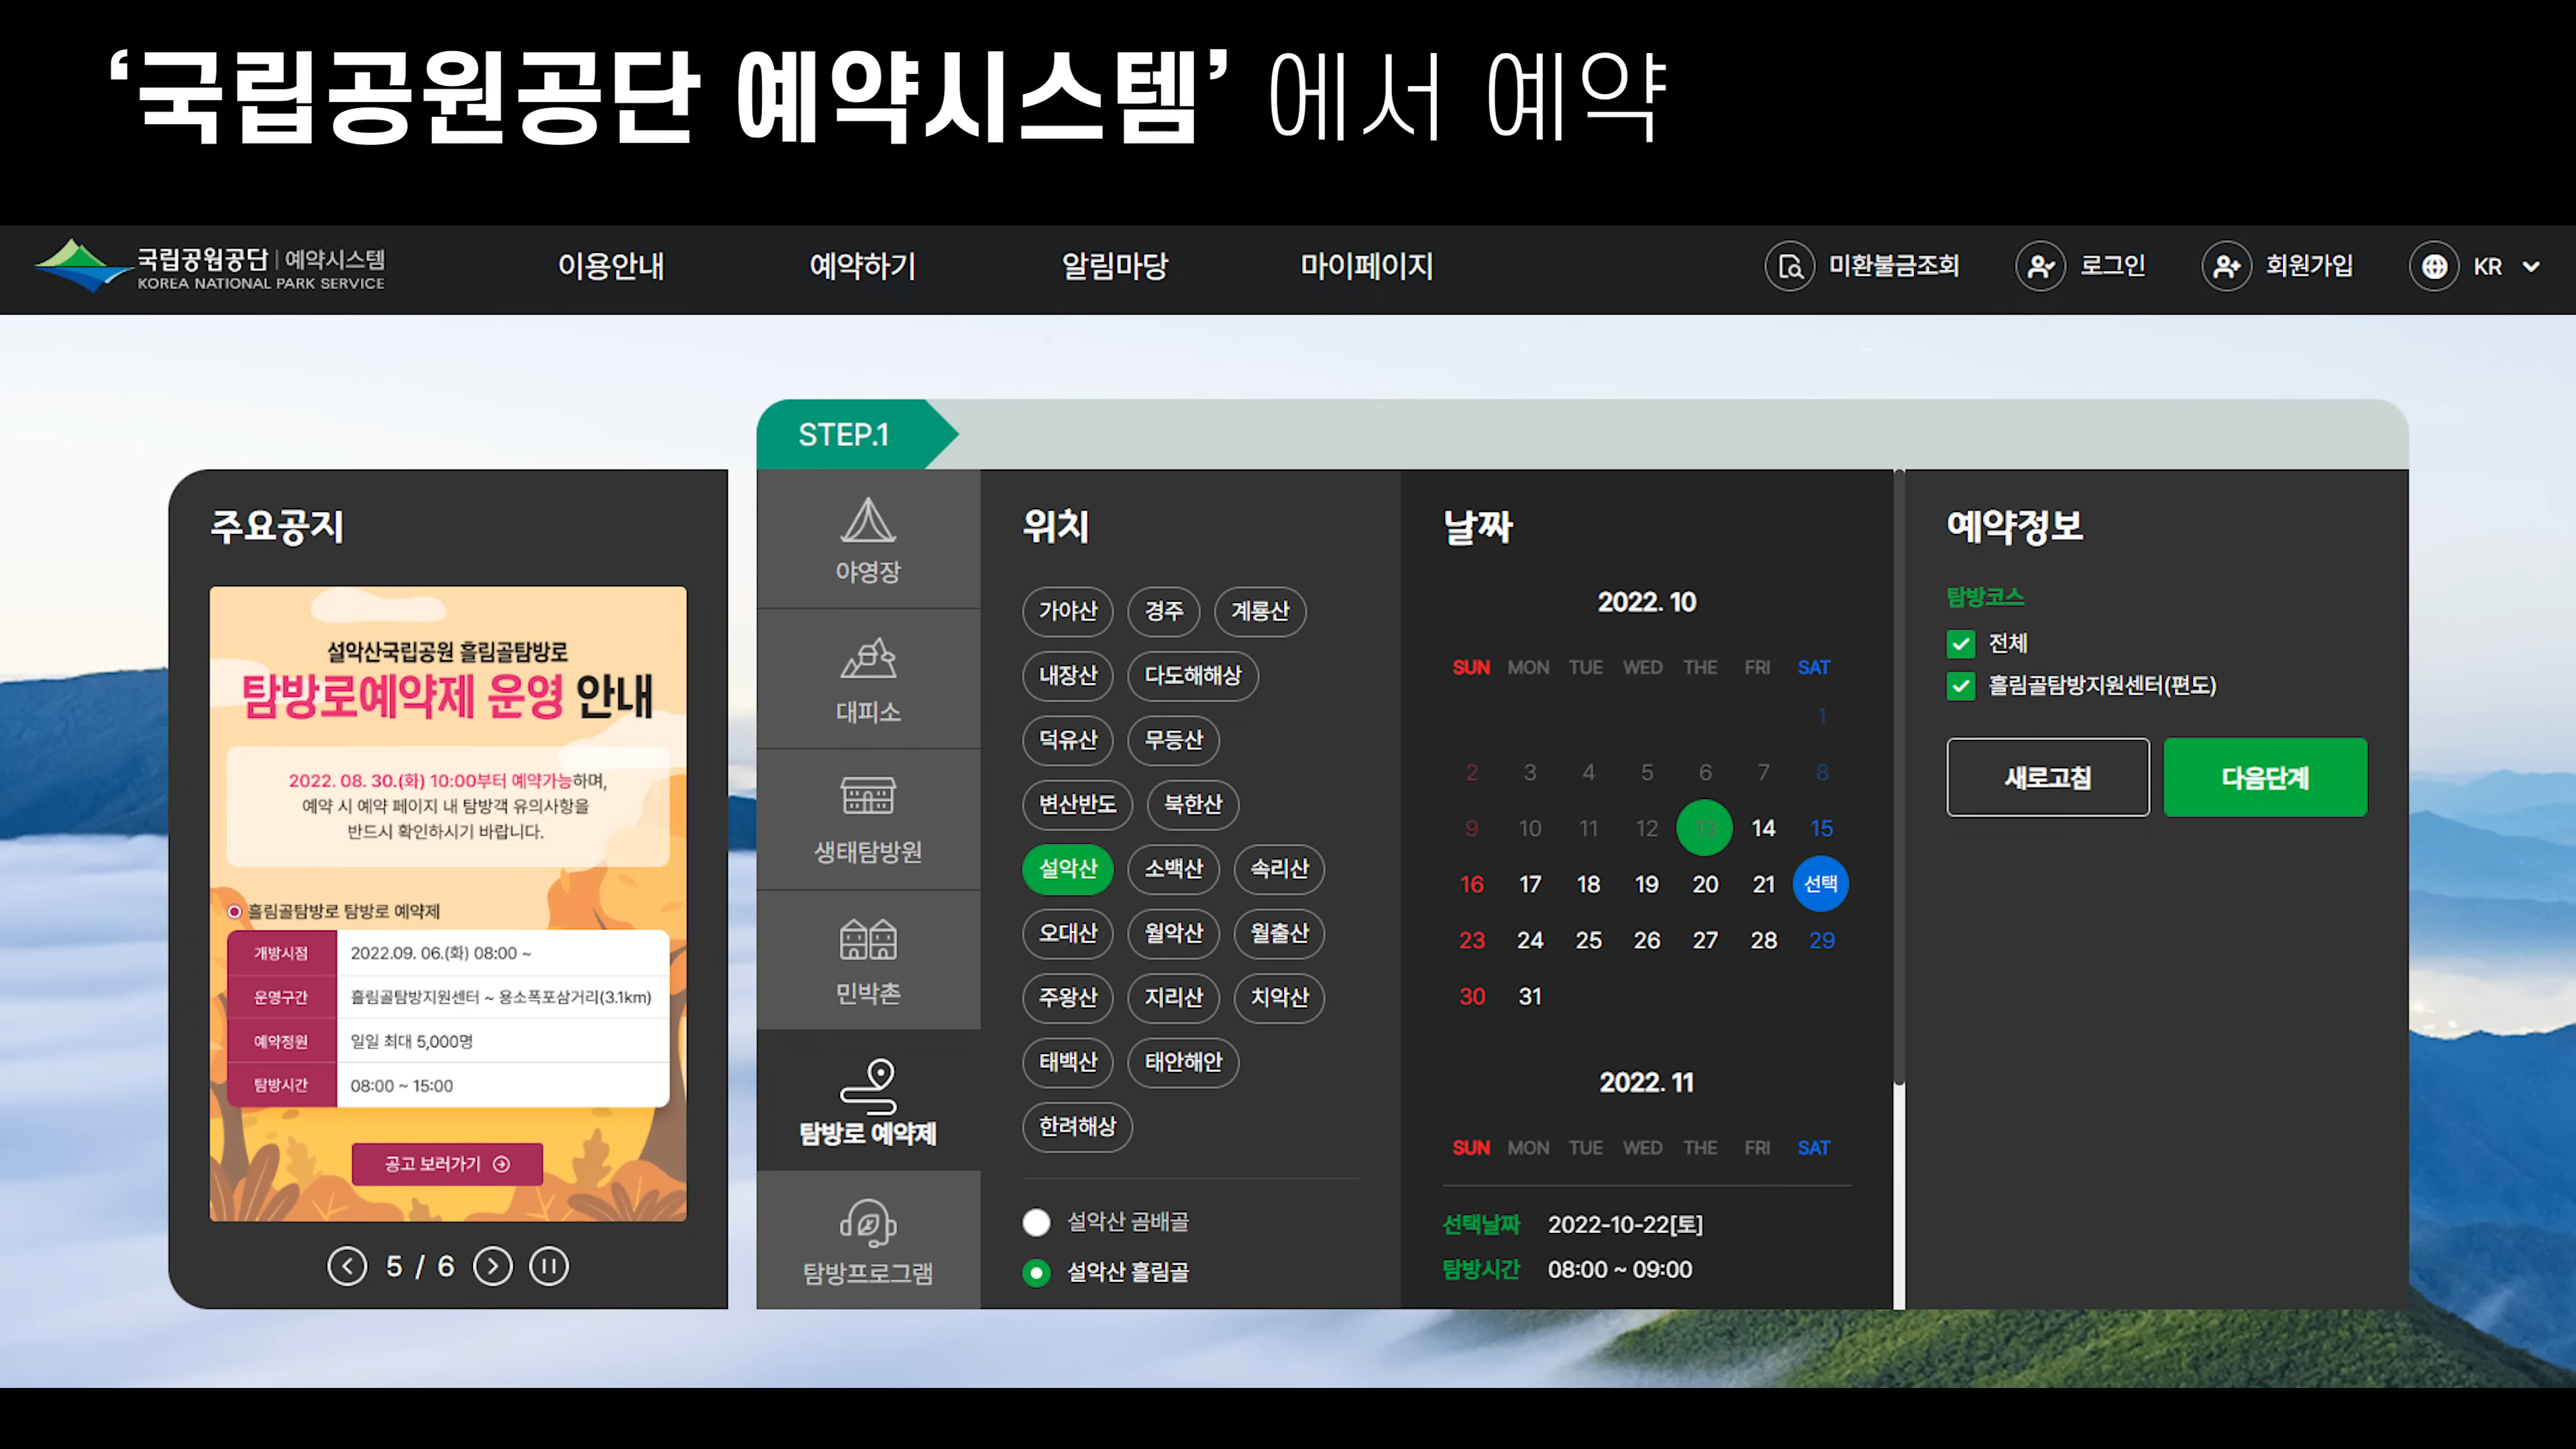 ‘국립공원공단 예약시스템’ 에서 예약
국립공원공단 | 예약시스템
KOREA NATIONAL PARK SERVICE
이용안내 예약하기 알림마당 마이페이지 미환불금조회 로그인 회원가입 KR
STEP.1
주요공지
설악산국립공원 흘림골탐방로
탐방로예약제 운영 안내
2022. 08. 30.(화) 10:00부터 예약가능하며,
예약 시 예약 페이지 내 탐방객 유의사항을
반드시 확인하시기 바랍니다.
흘림골탐방로 탐방로 예약제
개방시점 2022.09. 06.(화) 08:00 ~
운영구간 흘림골탐방지원센터 ~ 용소폭포삼거리(3.1km)
예약정원 일일 최대 5,000명
탐방시간 08:00 ~ 15:00
공고 보러가기
5 / 6
야영장
대피소
생태탐방원
민박촌
탐방로 예약제
탐방프로그램
위치
가야산 경주 계룡산
내장산 다도해해상
덕유산 무등산
변산반도 북한산
설악산 소백산 속리산
오대산 월악산 월출산
주왕산 지리산 치악산
태백산 태안해안
한려해상
설악산 곰배골
설악산 흘림골
날짜
2022. 10
SUN MON TUE WED THE FRI SAT
1
2 3 4 5 6 7 8
9 10 11 12 13 14 15
16 17 18 19 20 21 선택
23 24 25 26 27 28 29
30 31
2022. 11
SUN MON TUE WED THE FRI SAT
선택날짜 2022-10-22[토]
탐방시간 08:00 ~ 09:00
예약정보
탐방코스
전체
흘림골탐방지원센터(편도)
새로고침 다음단계